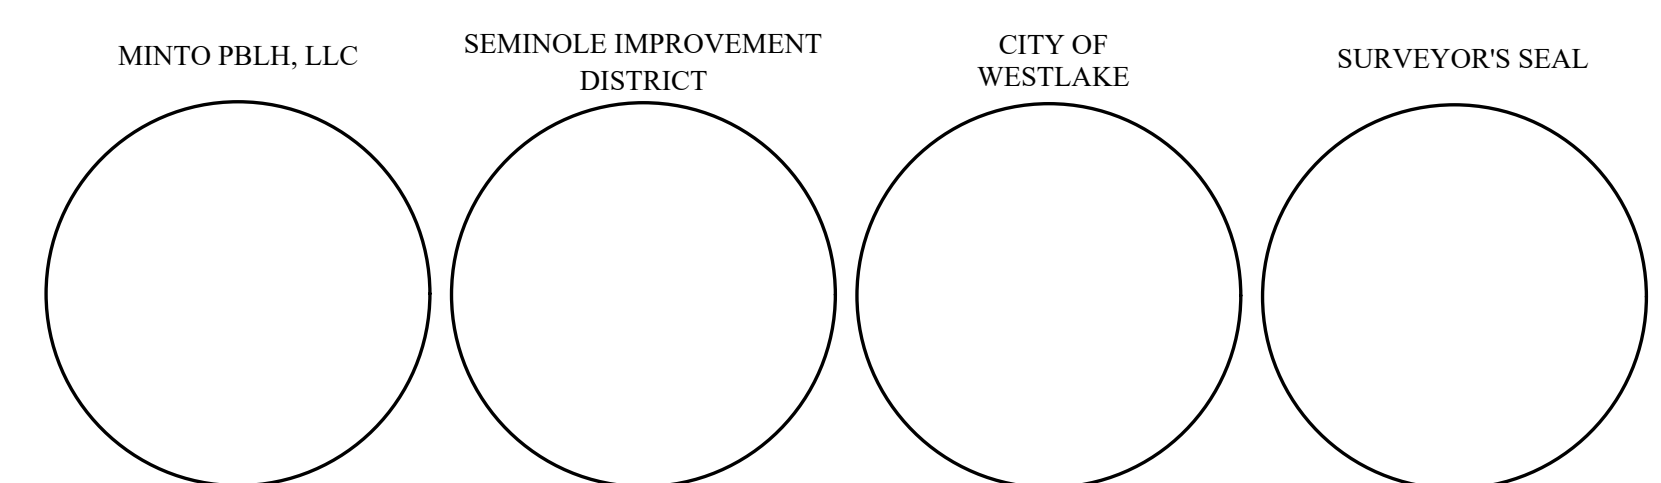 MINTO PBLH, LLC
SEMINOLE IMPROVEMENT
DISTRICT
CITY OF
WESTLAKE
SURVEYOR'S SEAL